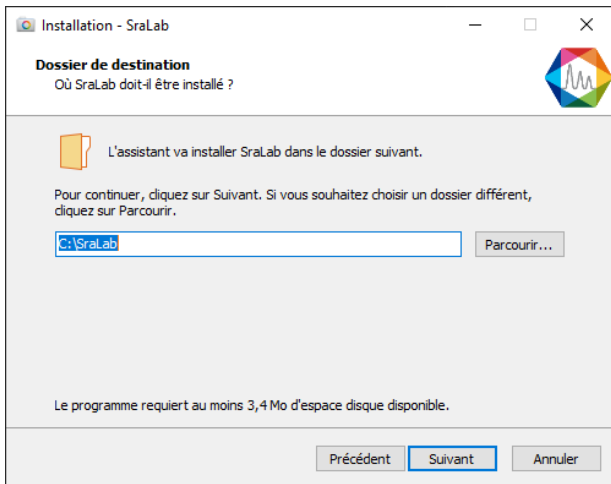 Installation - SraLab
Dossier de destination
Où SraLab doit-il être installé ?
L'assistant va installer SraLab dans le dossier suivant.
Pour continuer, cliquez sur Suivant. Si vous souhaitez choisir un dossier différent,
cliquez sur Parcourir.
C:\SraLab
Parcourir...
Le programme requiert au moins 3,4 Mo d'espace disque disponible.
Précédent
Suivant
Annuler